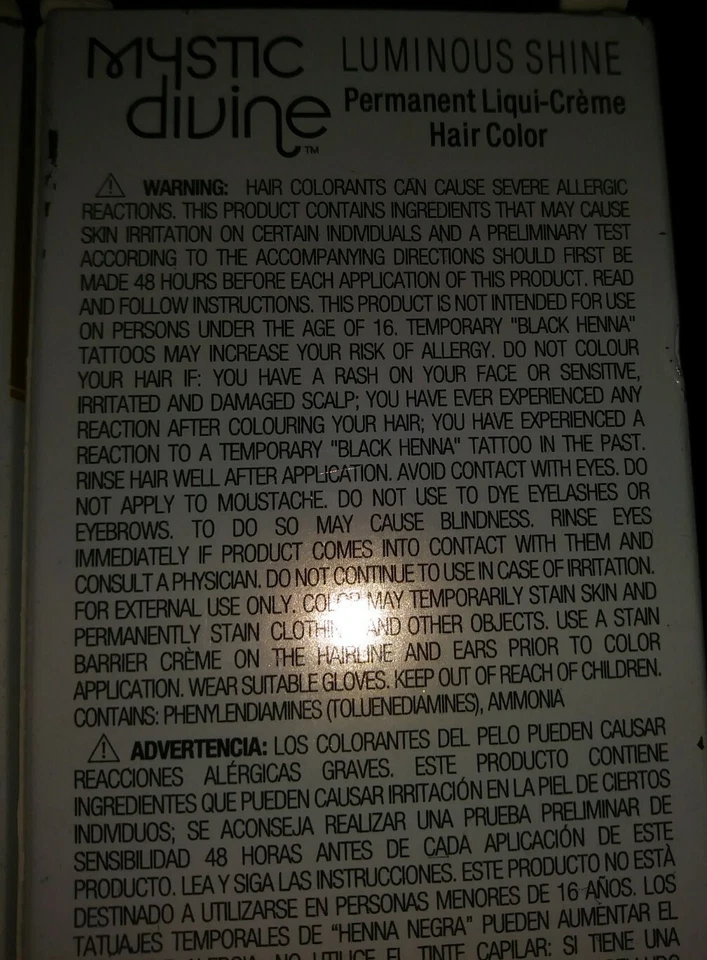 MYSTIC divine™
LUMINOUS SHINE
Permanent Liqui-Crème
Hair Color
⚠ WARNING: HAIR COLORANTS CAN CAUSE SEVERE ALLERGIC
REACTIONS. THIS PRODUCT CONTAINS INGREDIENTS THAT MAY CAUSE
SKIN IRRITATION ON CERTAIN INDIVIDUALS AND A PRELIMINARY TEST
ACCORDING TO THE ACCOMPANYING DIRECTIONS SHOULD FIRST BE
MADE 48 HOURS BEFORE EACH APPLICATION OF THIS PRODUCT. READ
AND FOLLOW INSTRUCTIONS. THIS PRODUCT IS NOT INTENDED FOR USE
ON PERSONS UNDER THE AGE OF 16. TEMPORARY "BLACK HENNA"
TATTOOS MAY INCREASE YOUR RISK OF ALLERGY. DO NOT COLOUR
YOUR HAIR IF: YOU HAVE A RASH ON YOUR FACE OR SENSITIVE,
IRRITATED AND DAMAGED SCALP; YOU HAVE EVER EXPERIENCED ANY
REACTION AFTER COLOURING YOUR HAIR; YOU HAVE EXPERIENCED A
REACTION TO A TEMPORARY "BLACK HENNA" TATTOO IN THE PAST.
RINSE HAIR WELL AFTER APPLICATION. AVOID CONTACT WITH EYES. DO
NOT APPLY TO MOUSTACHE. DO NOT USE TO DYE EYELASHES OR
EYEBROWS. TO DO SO MAY CAUSE BLINDNESS. RINSE EYES
IMMEDIATELY IF PRODUCT COMES INTO CONTACT WITH THEM AND
CONSULT A PHYSICIAN. DO NOT CONTINUE TO USE IN CASE OF IRRITATION.
FOR EXTERNAL USE ONLY. COLOR MAY TEMPORARILY STAIN SKIN AND
PERMANENTLY STAIN CLOTHING AND OTHER OBJECTS. USE A STAIN
BARRIER CRÈME ON THE HAIRLINE AND EARS PRIOR TO COLOR
APPLICATION. WEAR SUITABLE GLOVES. KEEP OUT OF REACH OF CHILDREN.
CONTAINS: PHENYLENDIAMINES (TOLUENEDIAMINES), AMMONIA
⚠ ADVERTENCIA: LOS COLORANTES DEL PELO PUEDEN CAUSAR
REACCIONES ALÉRGICAS GRAVES. ESTE PRODUCTO CONTIENE
INGREDIENTES QUE PUEDEN CAUSAR IRRITACIÓN EN LA PIEL DE CIERTOS
INDIVIDUOS; SE ACONSEJA REALIZAR UNA PRUEBA PRELIMINAR DE
SENSIBILIDAD 48 HORAS ANTES DE CADA APLICACIÓN DE ESTE
PRODUCTO. LEA Y SIGA LAS INSTRUCCIONES. ESTE PRODUCTO NO ESTÀ
DESTINADO A UTILIZARSE EN PERSONAS MENORES DE 16 AÑOS. LOS
TATUAJES TEMPORALES DE "HENNA NEGRA" PUEDEN AUMENTAR EL
ALERGIA. NO UTILICE EL TINTE CAPILAR: SI TIENE UNA